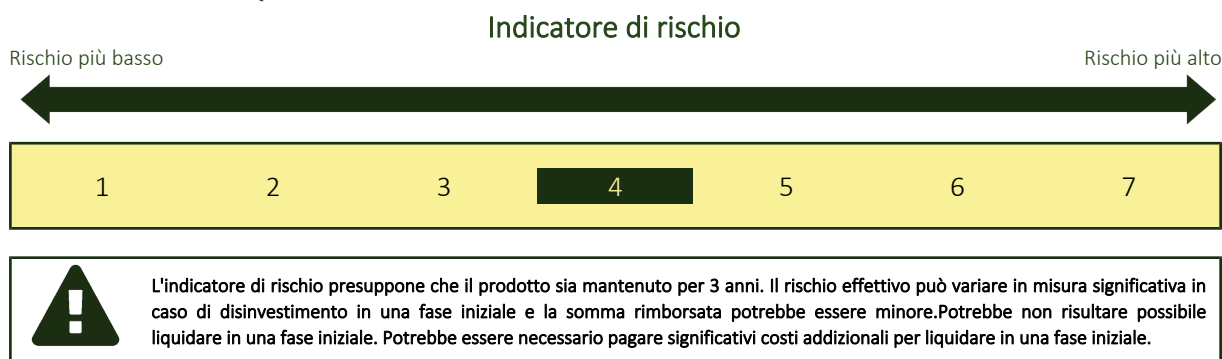 Indicatore di rischio
Rischio più basso
Rischio più alto
1 2 3 4 5 6 7
L'indicatore di rischio presuppone che il prodotto sia mantenuto per 3 anni. Il rischio effettivo può variare in misura significativa in
caso di disinvestimento in una fase iniziale e la somma rimborsata potrebbe essere minore.Potrebbe non risultare possibile
liquidare in una fase iniziale. Potrebbe essere necessario pagare significativi costi addizionali per liquidare in una fase iniziale.